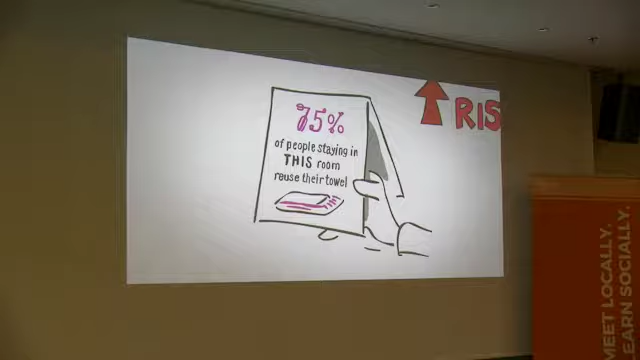 75%
of people staying in
THIS room
reuse their towel
RIS
MEET LOCALLY.
EARN SOCIALLY.